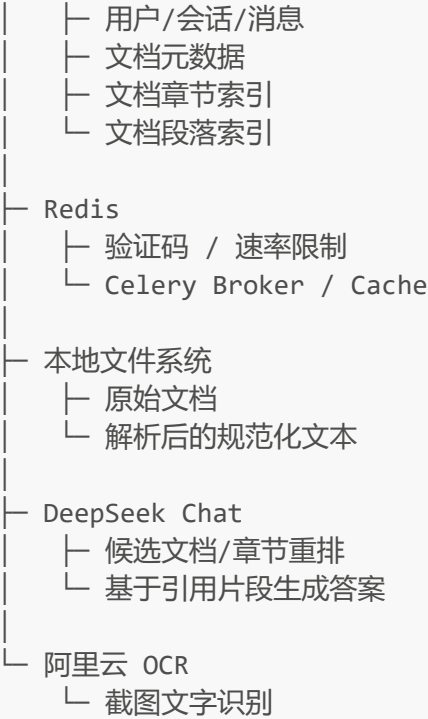 │   ├─ 用户/会话/消息
│   ├─ 文档元数据
│   ├─ 文档章节索引
│   └─ 文档段落索引
│
├─ Redis
│   ├─ 验证码 / 速率限制
│   └─ Celery Broker / Cache
│
├─ 本地文件系统
│   ├─ 原始文档
│   └─ 解析后的规范化文本
│
├─ DeepSeek Chat
│   ├─ 候选文档/章节重排
│   └─ 基于引用片段生成答案
│
└─ 阿里云 OCR
    └─ 截图文字识别